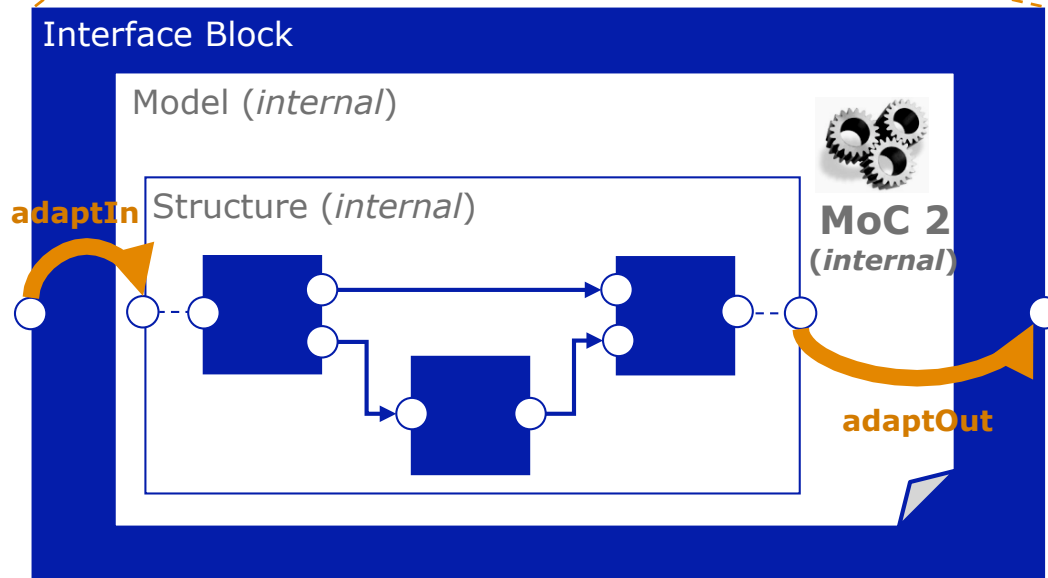 Interface Block
Model (internal)
adaptIn
Structure (internal)
MoC 2
(internal)
adaptOut